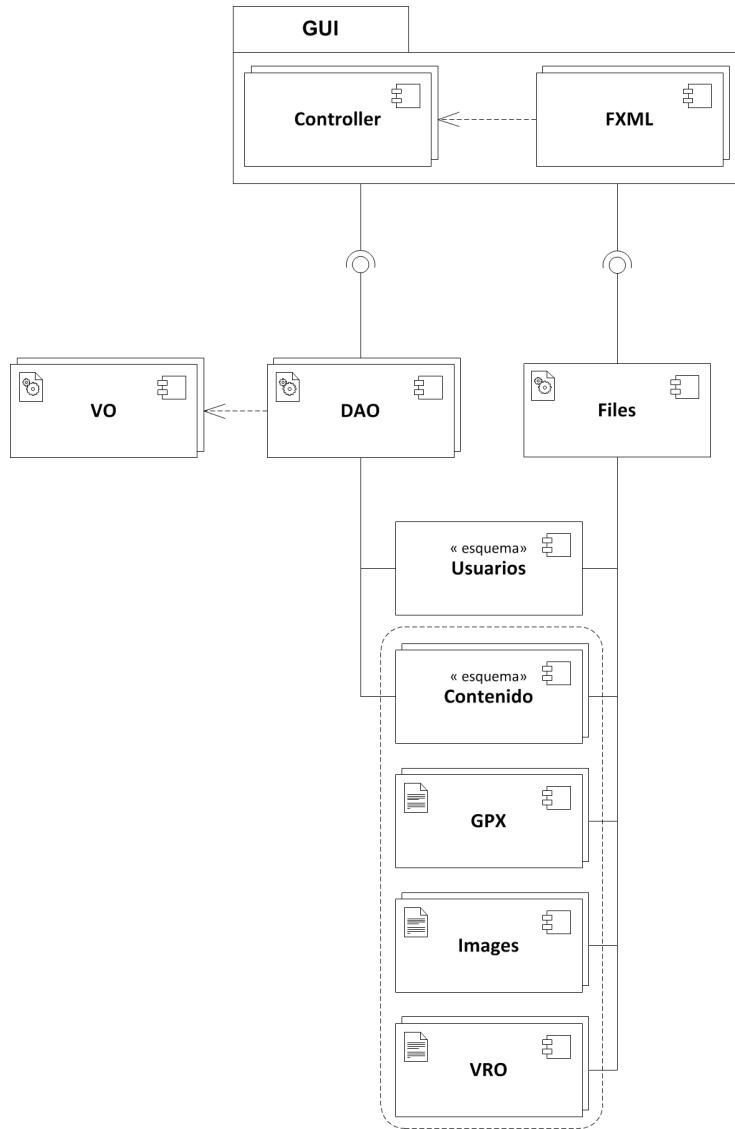 GUI
Controller
FXML
VO
DAO
Files
« esquema»
Usuarios
« esquema»
Contenido
GPX
Images
VRO